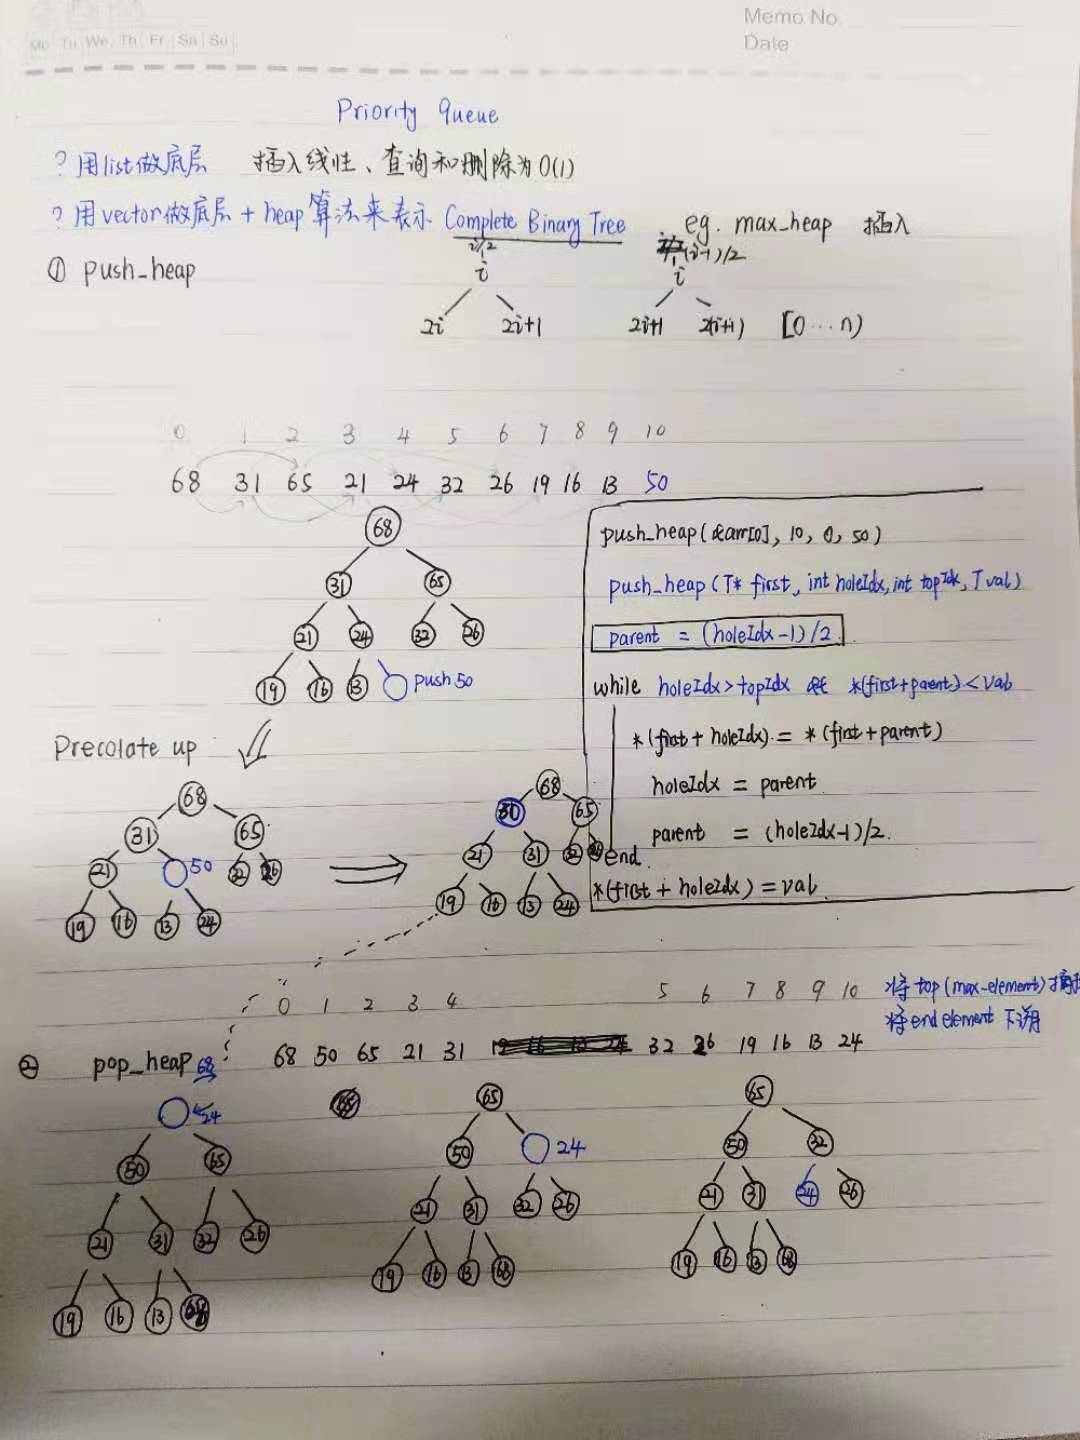 Memo No.
Date
Mo Tu We Th Fr Sa Su
Priority queue
? 用list做底层 插入线性、查询和删除为O(1)
? 用vector做底层 + heap算法来表示 Complete Binary Tree eg. max_heap 插入
① push_heap
i/2 (i-1)/2
i i
2i 2i+1 2i+1 2(i+1) [0...n)
0 1 2 3 4 5 6 7 8 9 10
68 31 65 21 24 32 26 19 16 13 50
68
31 65
21 24 32 26
19 16 13 push 50
push_heap(&arr[0], 10, 0, 50)
push_heap(T* first, int holeIdx, int topIdx, T val)
parent = (holeIdx-1)/2.
while holeIdx>topIdx && *(first+parent)<val
*(first + holeIdx) = *(first+parent)
holeIdx = parent
parent = (holeIdx-1)/2.
end.
*(first + holeIdx) = val
Precolate up
68
31 65
21 50 32 26
19 16 13 24
68
50 65
21 31 32
19 16 13 24
0 1 2 3 4 5 6 7 8 9 10
将top(max-element)
将end element 下溯
② pop_heap 68 68 50 65 21 31 32 26 19 16 13 24
24
50 65
21 31 32 26
19 16 13 68
65
50 24
21 31 32 26
19 16 13 68
65
50 32
21 31 24 26
19 16 13 68